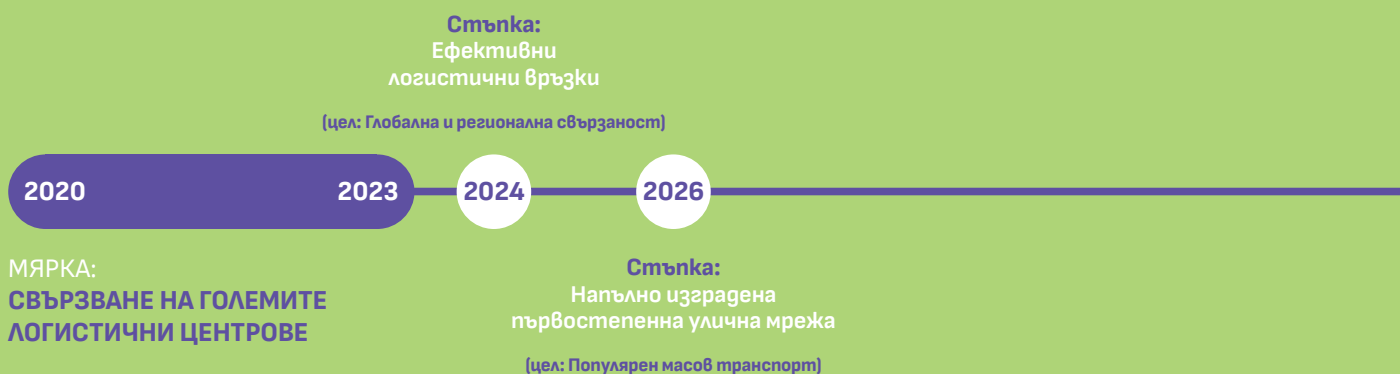 Стъпка:
Ефективни
логистични връзки
(цел: Глобална и регионална свързаност)
2020 2023 2024 2026
МЯРКА:
СВЪРЗВАНЕ НА ГОЛЕМИТЕ
ЛОГИСТИЧНИ ЦЕНТРОВЕ
Стъпка:
Напълно изградена
първостепенна улична мрежа
(цел: Популярен масов транспорт)